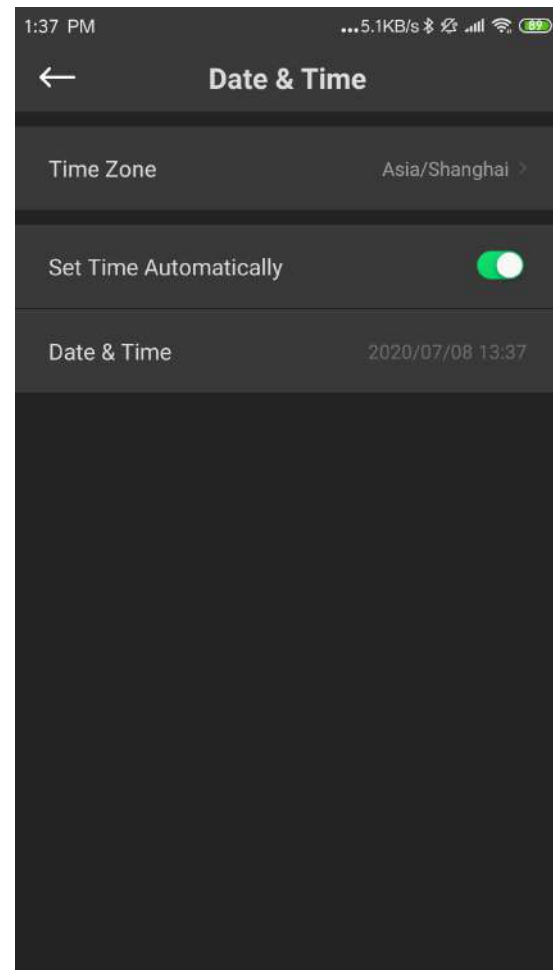 1:37 PM ...5.1KB/s 89
Date & Time
Time Zone Asia/Shanghai
Set Time Automatically
Date & Time 2020/07/08 13:37